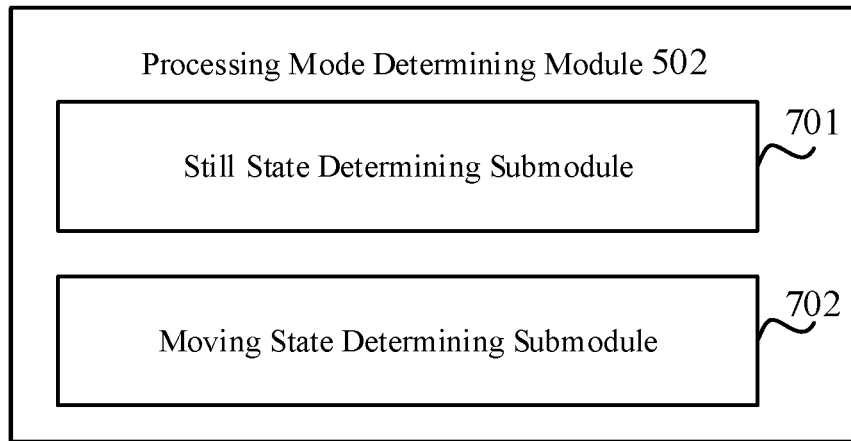 Processing Mode Determining Module 502
701
Still State Determining Submodule
702
Moving State Determining Submodule